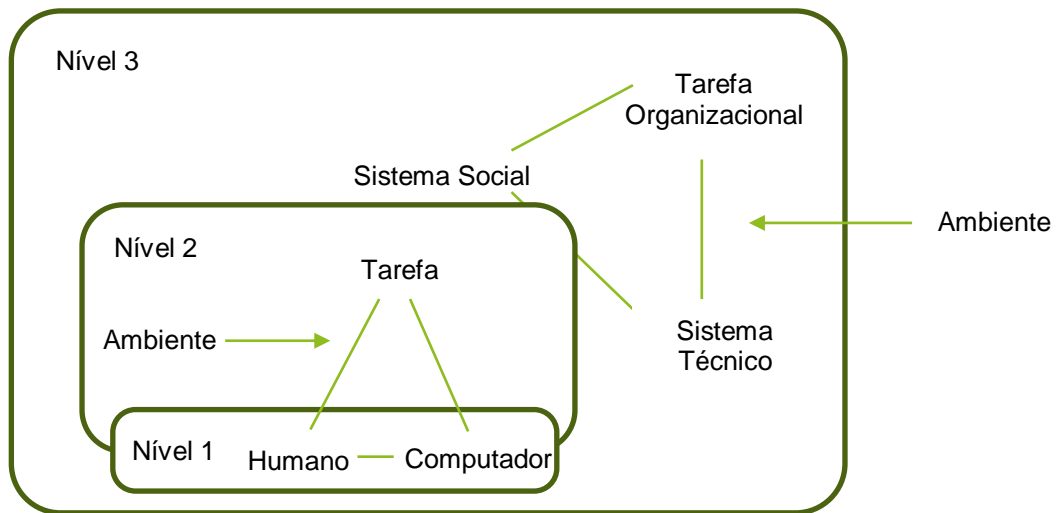 Nível 3
Tarefa
Organizacional
Sistema Social
Ambiente
Nível 2
Tarefa
Ambiente
Sistema
Técnico
Nível 1
Humano
Computador